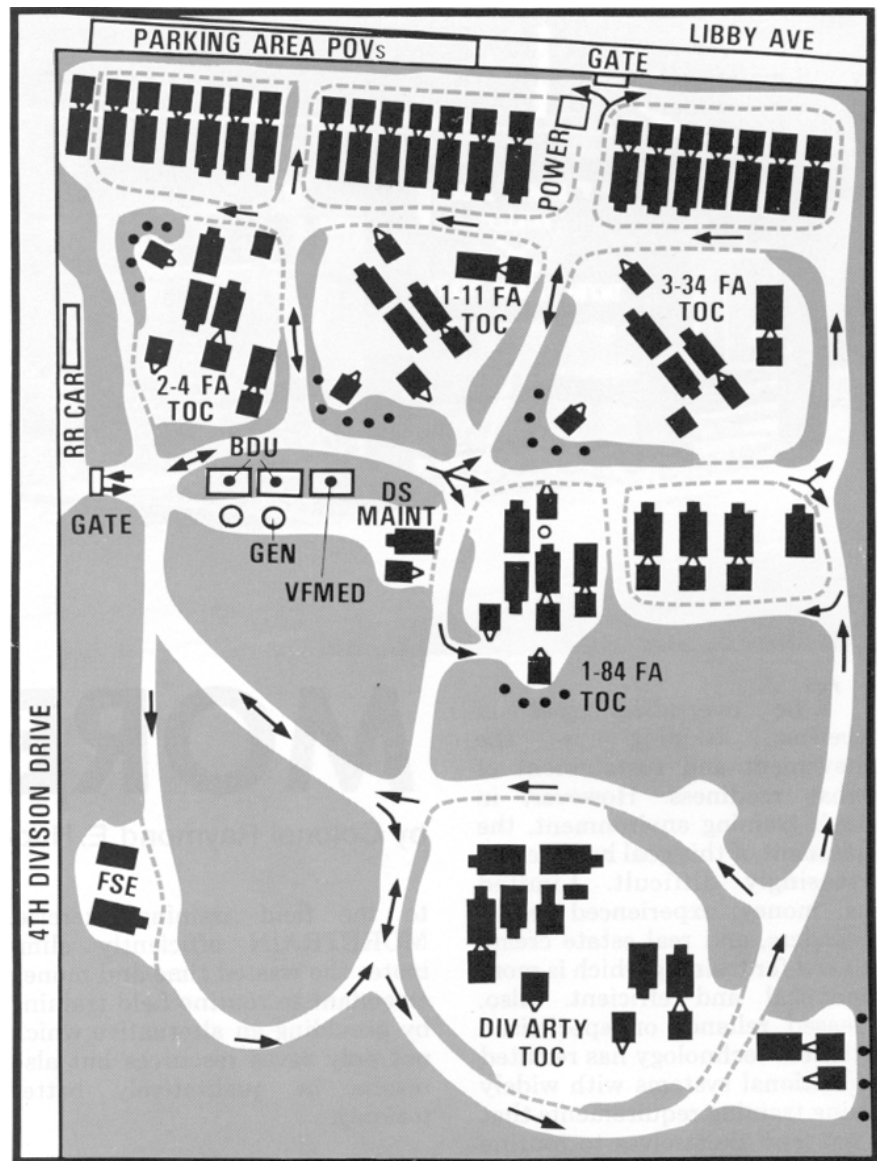 PARKING AREA POVs
LIBBY AVE
GATE
POWER
1-11 FA
TOC
3-34 FA
TOC
2-4 FA
TOC
RR CAR
BDU
DS
MAINT
GATE
GEN
VFMED
1-84 FA
TOC
4TH DIVISION DRIVE
FSE
DIV ARTY
TOC